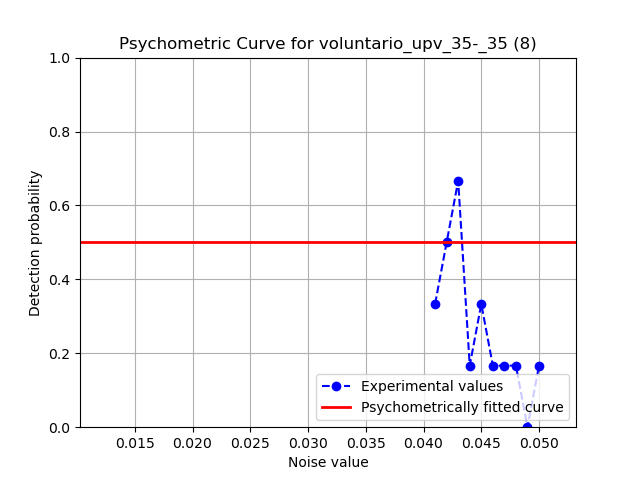 Psychometric Curve for voluntario_upv_35-_35 (8)
Detection probability
1.0
0.8
0.6
0.4
0.2
0.0
0.015 0.020 0.025 0.030 0.035 0.040 0.045 0.050
Noise value
Experimental values
Psychometrically fitted curve